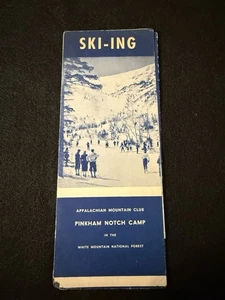 SKI-ING
APPALACHIAN MOUNTAIN CLUB
PINKHAM NOTCH CAMP
IN THE
WHITE MOUNTAIN NATIONAL FOREST